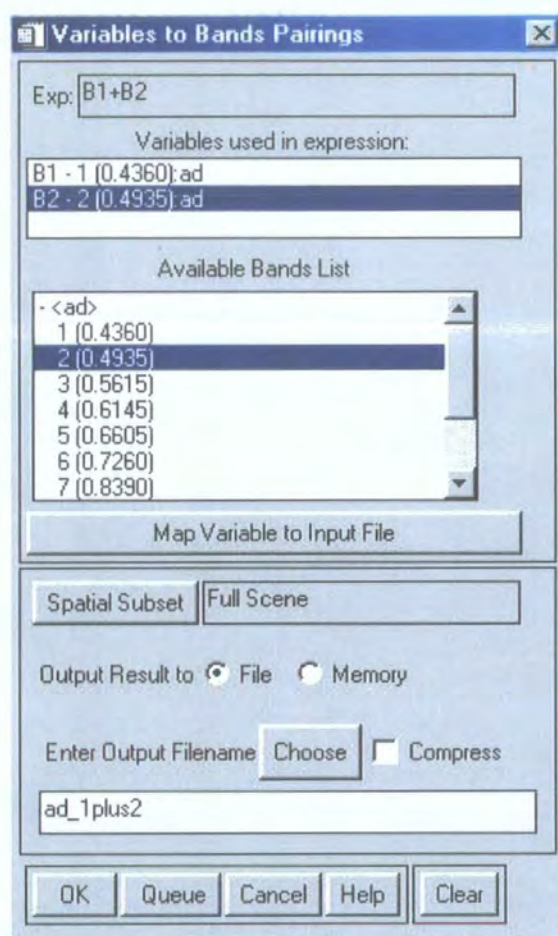 Variables to Bands Pairings
Exp: B1+B2
Variables used in expression:
B1 - 1 (0.4360):ad
B2 - 2 (0.4935):ad
Available Bands List
- <ad>
1 (0.4360)
2 (0.4935)
3 (0.5615)
4 (0.6145)
5 (0.6605)
6 (0.7260)
7 (0.8390)
Map Variable to Input File
Spatial Subset Full Scene
Output Result to File Memory
Enter Output Filename Choose Compress
ad_1plus2
OK Queue Cancel Help Clear